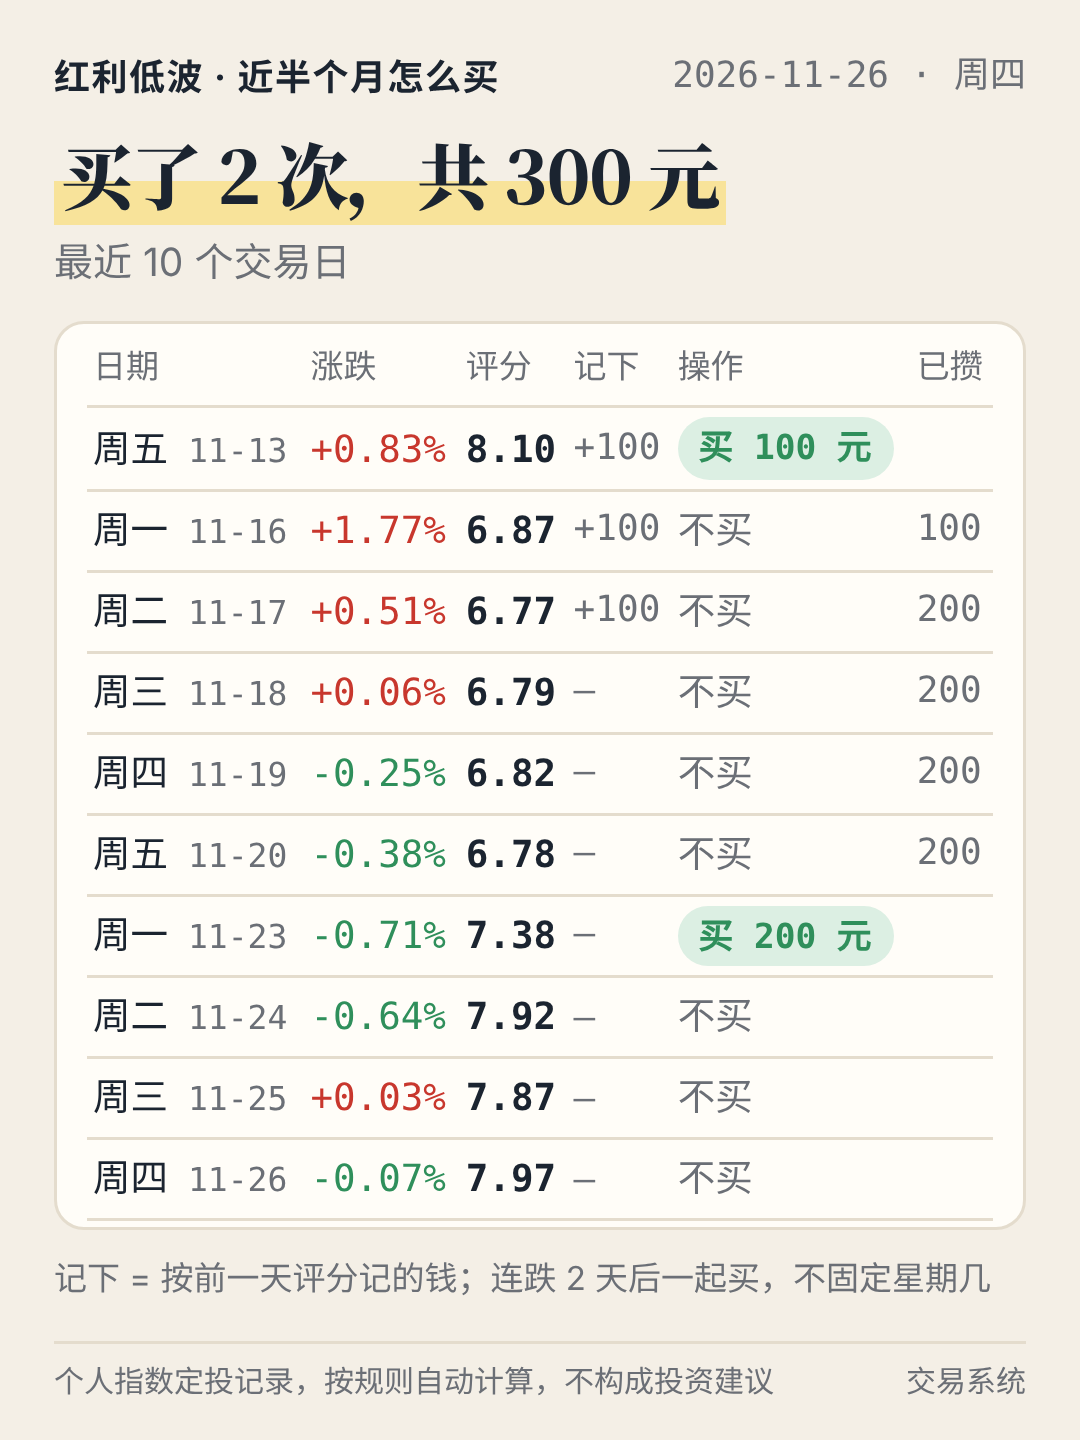 红利低波 · 近半个月怎么买 2026-11-26 · 周四
买了 2 次，共 300 元
最近 10 个交易日
日期 涨跌 评分 记下 操作 已攒
周五 11-13 +0.83% 8.10 +100 买 100 元
周一 11-16 +1.77% 6.87 +100 不买 100
周二 11-17 +0.51% 6.77 +100 不买 200
周三 11-18 +0.06% 6.79 — 不买 200
周四 11-19 -0.25% 6.82 — 不买 200
周五 11-20 -0.38% 6.78 — 不买 200
周一 11-23 -0.71% 7.38 — 买 200 元
周二 11-24 -0.64% 7.92 — 不买
周三 11-25 +0.03% 7.87 — 不买
周四 11-26 -0.07% 7.97 — 不买
记下 = 按前一天评分记的钱；连跌 2 天后一起买，不固定星期几
个人指数定投记录，按规则自动计算，不构成投资建议 交易系统